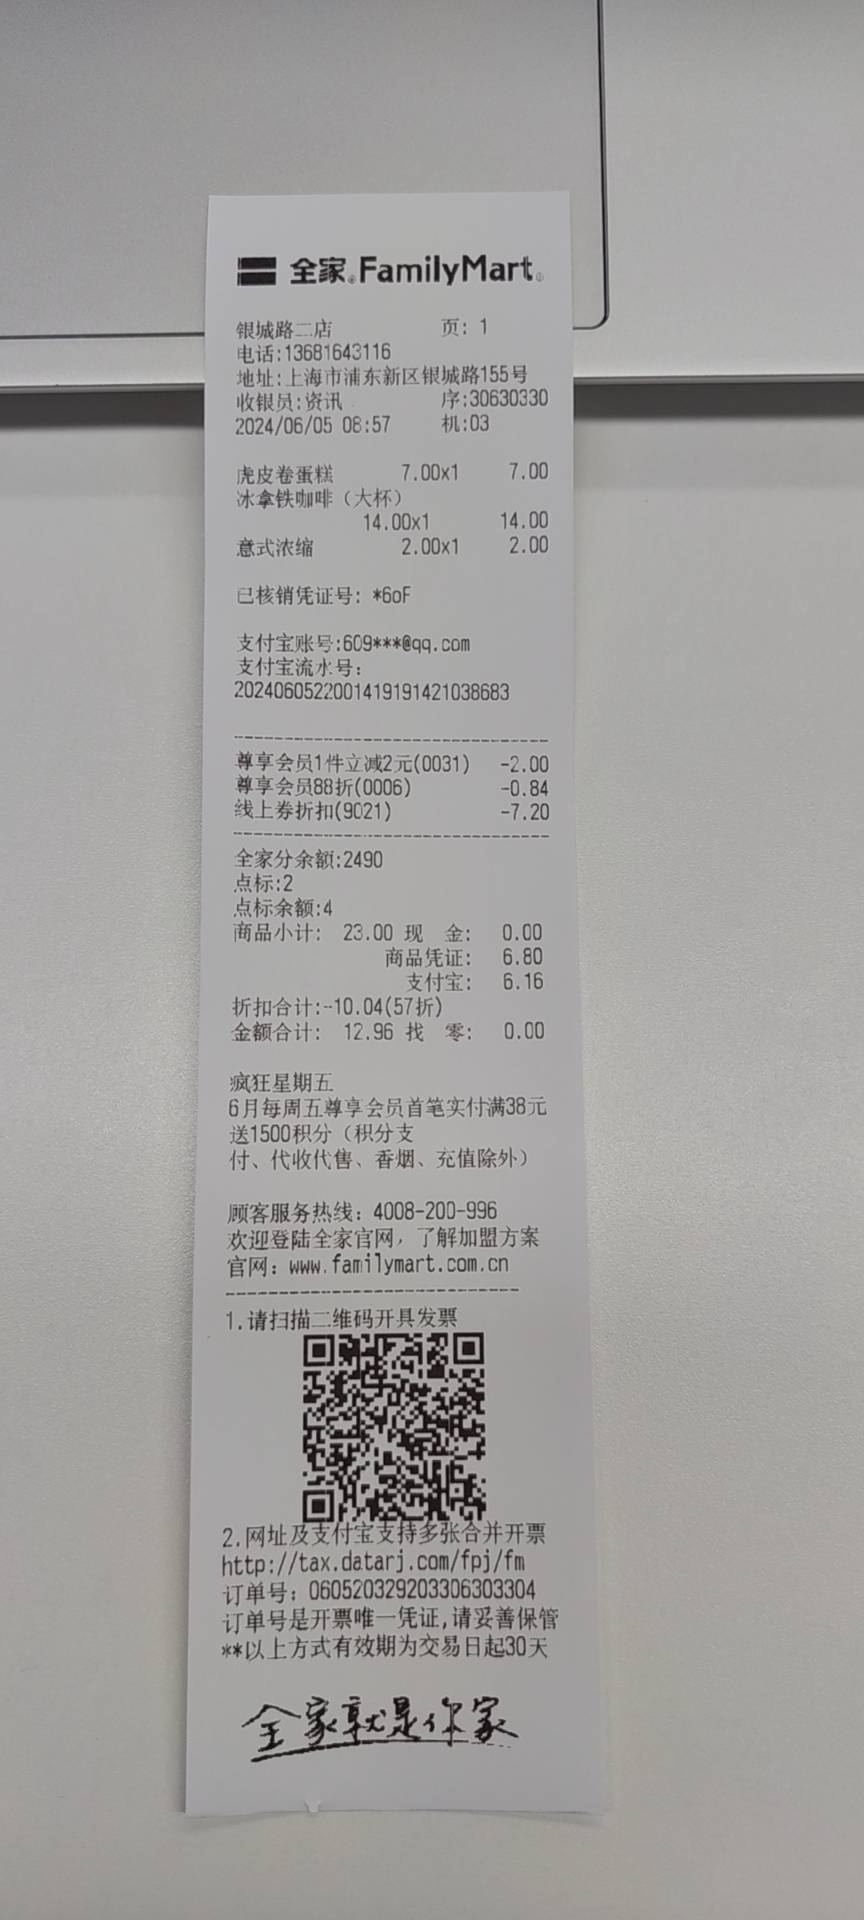 全家 FamilyMart
银城路二店 页: 1
电话:13681643116
地址:上海市浦东新区银城路155号
收银员:资讯 序:30630330
2024/06/05 08:57 机:03
虎皮卷蛋糕 7.00x1 7.00
冰拿铁咖啡（大杯）
14.00x1 14.00
意式浓缩 2.00x1 2.00
已核销凭证号: *6oF
支付宝账号:609***@qq.com
支付宝流水号:
2024060522001419191421038683
尊享会员1件立减2元(0031) -2.00
尊享会员88折(0006) -0.84
线上券折扣(9021) -7.20
全家分余额:2490
点标:2
点标余额:4
商品小计: 23.00 现 金: 0.00
商品凭证: 6.80
支付宝: 6.16
折扣合计:-10.04(57折)
金额合计: 12.96 找 零: 0.00
疯狂星期五
6月每周五尊享会员首笔实付满38元
送1500积分（积分支
付、代收代售、香烟、充值除外）
顾客服务热线: 4008-200-996
欢迎登陆全家官网，了解加盟方案
官网: www.familymart.com.cn
1.请扫描二维码开具发票
2.网址及支付宝支持多张合并开票
http://tax.datarj.com/fpj/fm
订单号: 060520329203306303304
订单号是开票唯一凭证,请妥善保管
**以上方式有效期为交易日起30天
全家就是你家